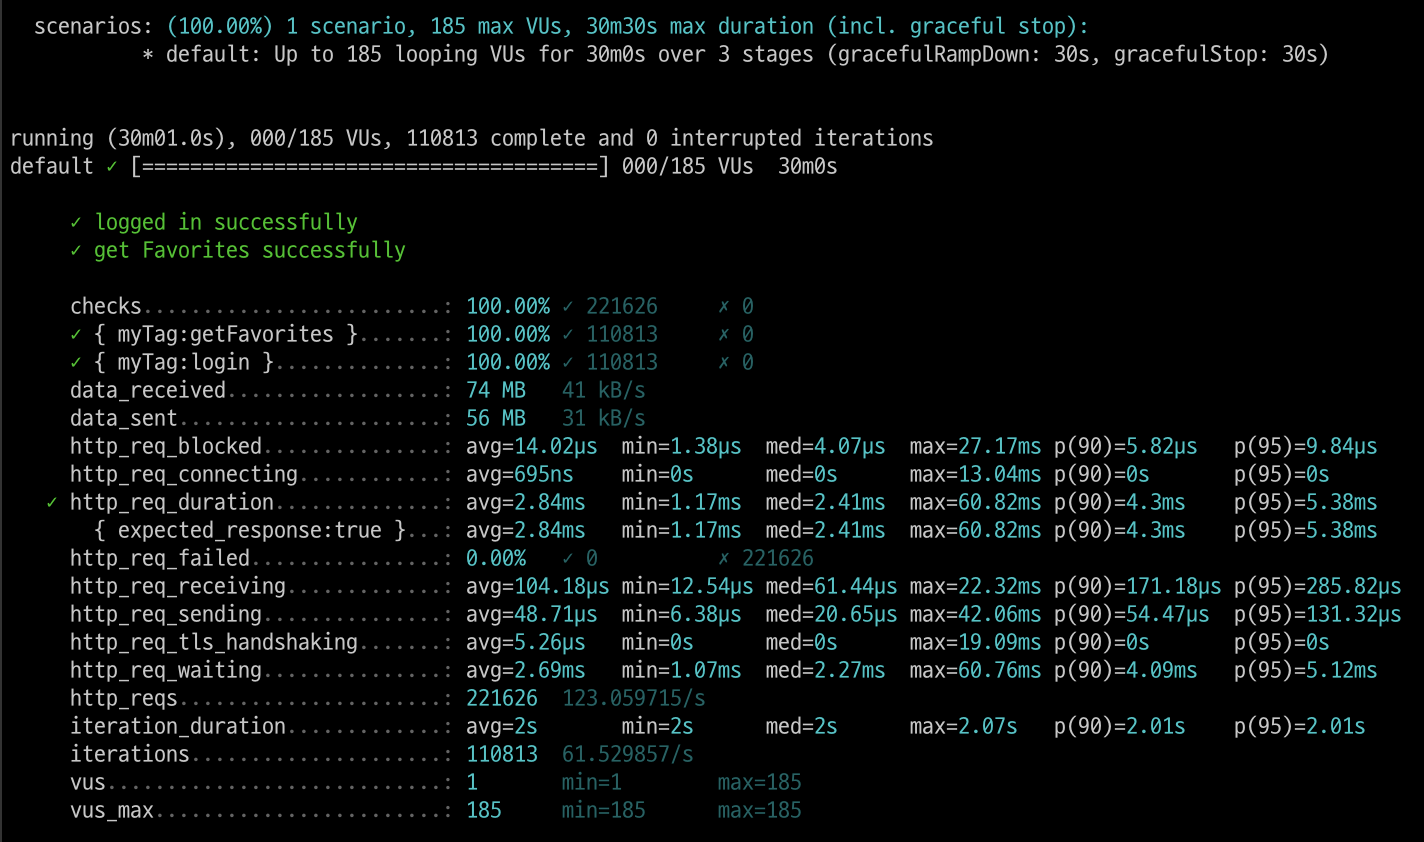 scenarios: (100.00%) 1 scenario, 185 max VUs, 30m30s max duration (incl. graceful stop):
* default: Up to 185 looping VUs for 30m0s over 3 stages (gracefulRampDown: 30s, gracefulStop: 30s)
running (30m01.0s), 000/185 VUs, 110813 complete and 0 interrupted iterations
default ✓ [======================================] 000/185 VUs  30m0s
✓ logged in successfully
✓ get Favorites successfully
checks.........................: 100.00% ✓ 221626     ✗ 0
✓ { myTag:getFavorites }.......: 100.00% ✓ 110813     ✗ 0
✓ { myTag:login }..............: 100.00% ✓ 110813     ✗ 0
data_received..................: 74 MB   41 kB/s
data_sent......................: 56 MB   31 kB/s
http_req_blocked...............: avg=14.02µs  min=1.38µs  med=4.07µs  max=27.17ms p(90)=5.82µs   p(95)=9.84µs
http_req_connecting............: avg=695ns    min=0s      med=0s      max=13.04ms p(90)=0s       p(95)=0s
✓ http_req_duration..............: avg=2.84ms   min=1.17ms  med=2.41ms  max=60.82ms p(90)=4.3ms    p(95)=5.38ms
{ expected_response:true }...: avg=2.84ms   min=1.17ms  med=2.41ms  max=60.82ms p(90)=4.3ms    p(95)=5.38ms
http_req_failed................: 0.00%   ✓ 0          ✗ 221626
http_req_receiving.............: avg=104.18µs min=12.54µs med=61.44µs max=22.32ms p(90)=171.18µs p(95)=285.82µs
http_req_sending...............: avg=48.71µs  min=6.38µs  med=20.65µs max=42.06ms p(90)=54.47µs  p(95)=131.32µs
http_req_tls_handshaking.......: avg=5.26µs   min=0s      med=0s      max=19.09ms p(90)=0s       p(95)=0s
http_req_waiting...............: avg=2.69ms   min=1.07ms  med=2.27ms  max=60.76ms p(90)=4.09ms   p(95)=5.12ms
http_reqs......................: 221626  123.059715/s
iteration_duration.............: avg=2s       min=2s      med=2s      max=2.07s   p(90)=2.01s    p(95)=2.01s
iterations.....................: 110813  61.529857/s
vus............................: 1       min=1        max=185
vus_max........................: 185     min=185      max=185